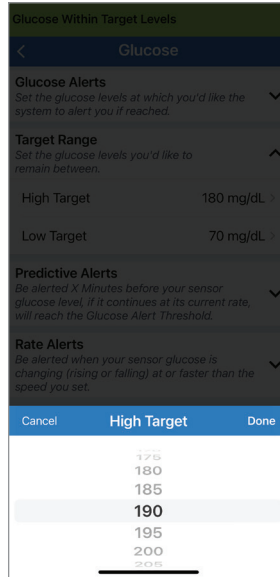 Glucose Within Target Levels
Glucose
Glucose Alerts
Set the glucose levels at which you'd like the
system to alert you if reached.
Target Range
Set the glucose levels you'd like to
remain between.
High Target 180 mg/dL >
Low Target 70 mg/dL >
Predictive Alerts
Be alerted X Minutes before your sensor
glucose level, if it continues at its current rate,
will reach the Glucose Alert Threshold.
Rate Alerts
Be alerted when your sensor glucose is
changing (rising or falling) at or faster than the
speed you set.
Cancel High Target Done
175
180
185
190
195
200
205